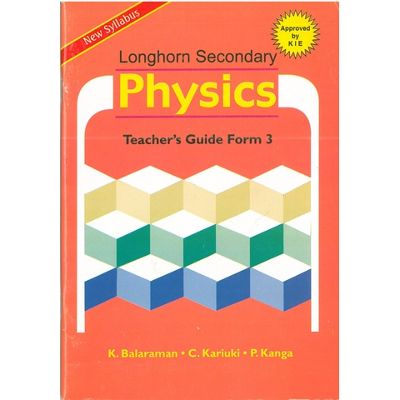 New Syllabus
Approved
by
KIE
Longhorn Secondary
Physics
Teacher's Guide Form 3
K. Balaraman • C. Kariuki • P. Kanga